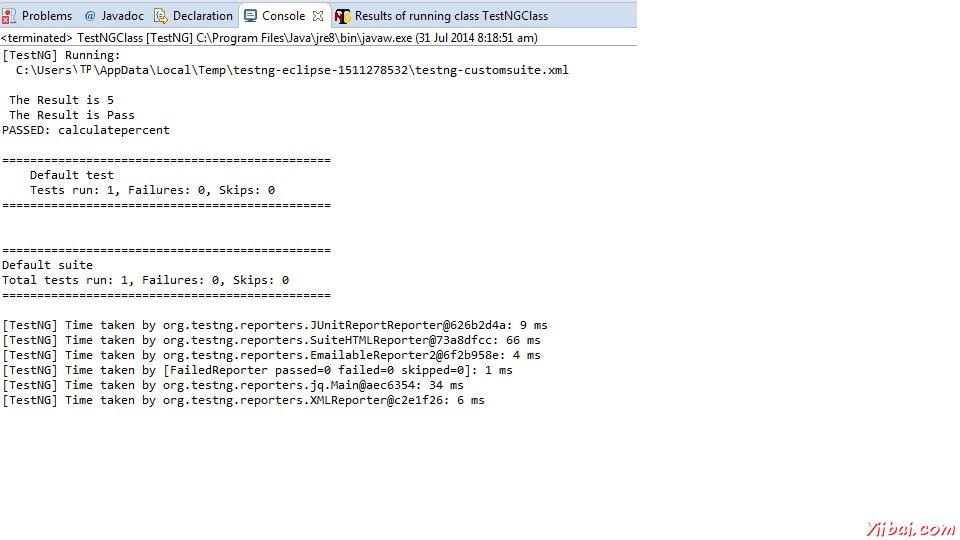 Problems @ Javadoc Declaration Console Results of running class TestNGClass
<terminated> TestNGClass [TestNG] C:\Program Files\Java\jre8\bin\javaw.exe (31 Jul 2014 8:18:51 am)
[TestNG] Running:
  C:\Users\TP\AppData\Local\Temp\testng-eclipse-1511278532\testng-customsuite.xml
 The Result is 5
 The Result is Pass
PASSED: calculatepercent
===============================================
    Default test
    Tests run: 1, Failures: 0, Skips: 0
===============================================
===============================================
Default suite
Total tests run: 1, Failures: 0, Skips: 0
===============================================
[TestNG] Time taken by org.testng.reporters.JUnitReportReporter@626b2d4a: 9 ms
[TestNG] Time taken by org.testng.reporters.SuiteHTMLReporter@73a8dfcc: 66 ms
[TestNG] Time taken by org.testng.reporters.EmailableReporter2@6f2b958e: 4 ms
[TestNG] Time taken by [FailedReporter passed=0 failed=0 skipped=0]: 1 ms
[TestNG] Time taken by org.testng.reporters.jq.Main@aec6354: 34 ms
[TestNG] Time taken by org.testng.reporters.XMLReporter@c2e1f26: 6 ms
Yiibai.com